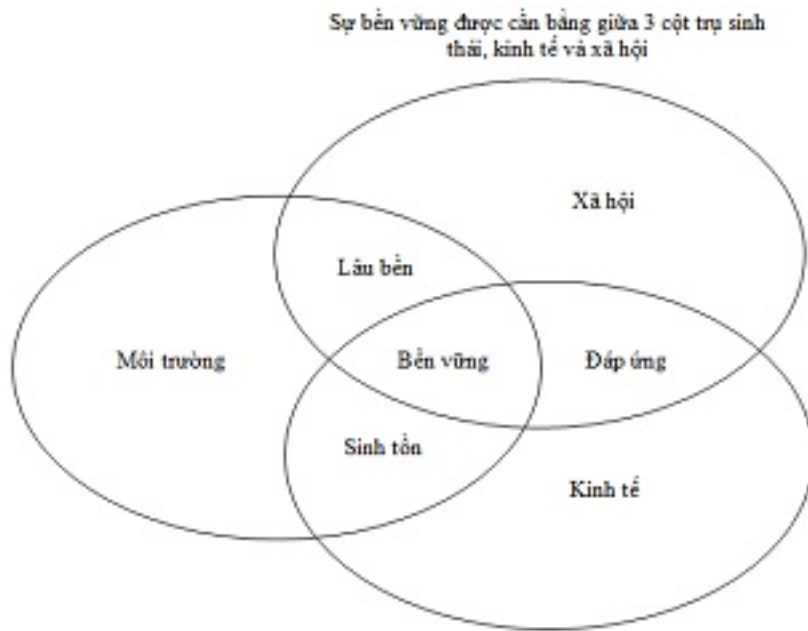 Sự bền vững được cần bằng giữa 3 cột trụ sinh
thái, kinh tế và xã hội
Xã hội
Lâu bền
Môi trường
Bền vững
Đáp ứng
Sinh tồn
Kinh tế